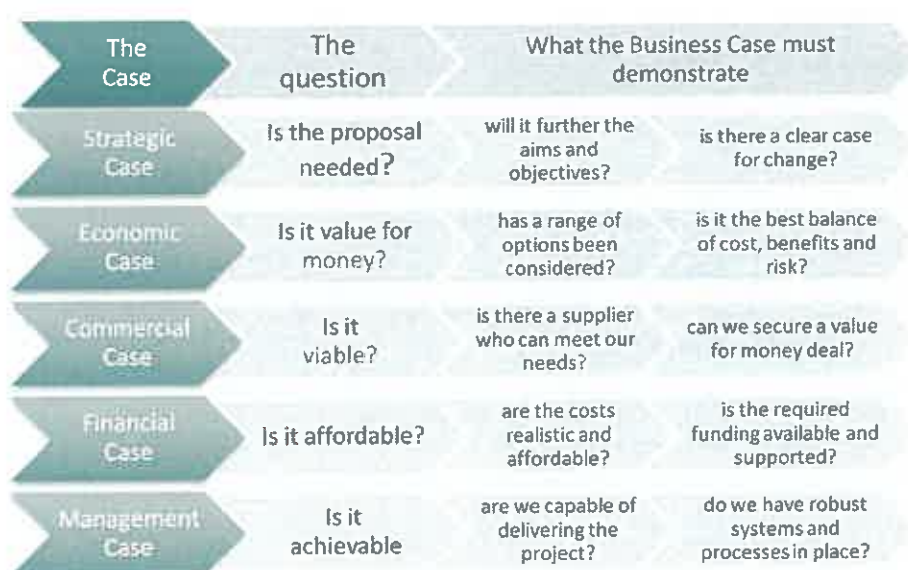 The
Case
The
question
What the Business Case must
demonstrate
Strategic
Case
Is the proposal
needed?
will it further the
aims and
objectives?
is there a clear case
for change?
Economic
Case
Is it value for
money?
has a range of
options been
considered?
is it the best balance
of cost, benefits and
risk?
Commercial
Case
Is it
viable?
is there a supplier
who can meet our
needs?
can we secure a value
for money deal?
Financial
Case
Is it affordable?
are the costs
realistic and
affordable?
is the required
funding available and
supported?
Management
Case
Is it
achievable
are we capable of
delivering the
project?
do we have robust
systems and
processes in place?